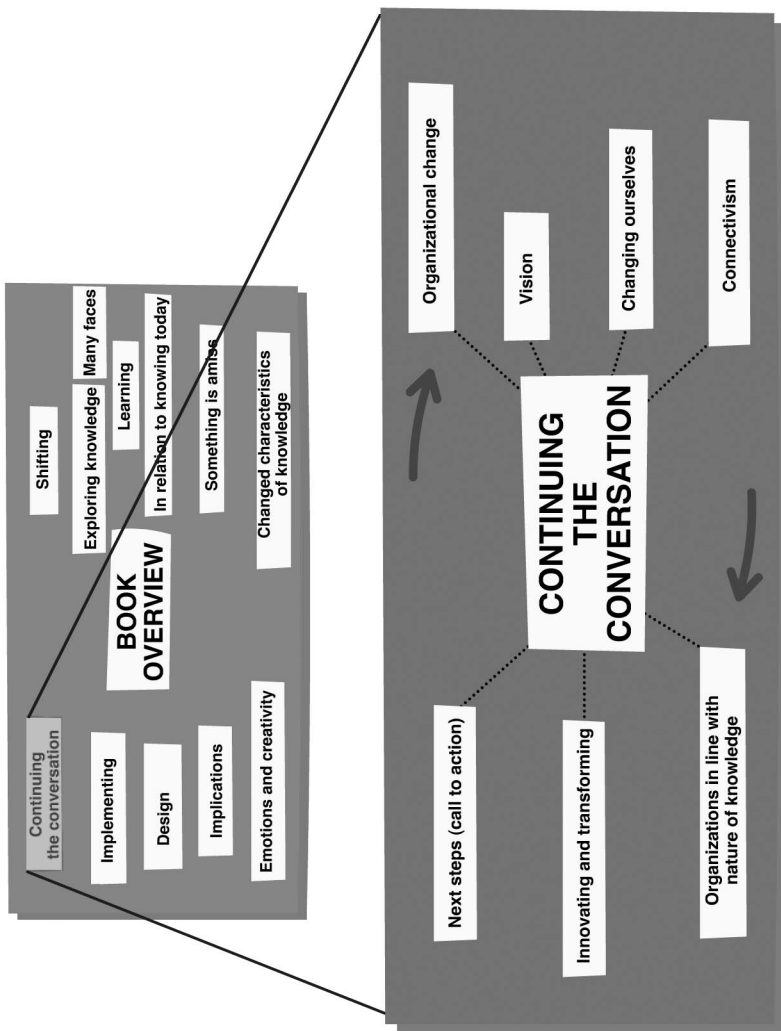 BOOK
OVERVIEW
Shifting
Exploring knowledge
Many faces
Learning
In relation to knowing today
Something is amiss
Changed characteristics
of knowledge
Emotions and creativity
Implications
Design
Implementing
Continuing
the conversation
CONTINUING
THE
CONVERSATION
Organizational change
Vision
Changing ourselves
Connectivism
Organizations in line with
nature of knowledge
Innovating and transforming
Next steps (call to action)